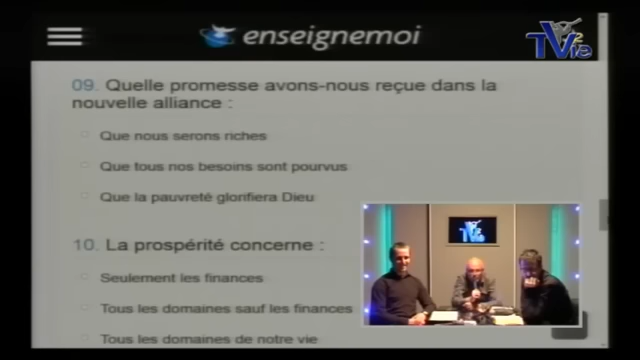 enseignemoi
TV2Vie
09. Quelle promesse avons-nous reçue dans la
nouvelle alliance :
Que nous serons riches
Que tous nos besoins sont pourvus
Que la pauvreté glorifiera Dieu
10. La prospérité concerne :
Seulement les finances
Tous les domaines sauf les finances
Tous les domaines de notre vie